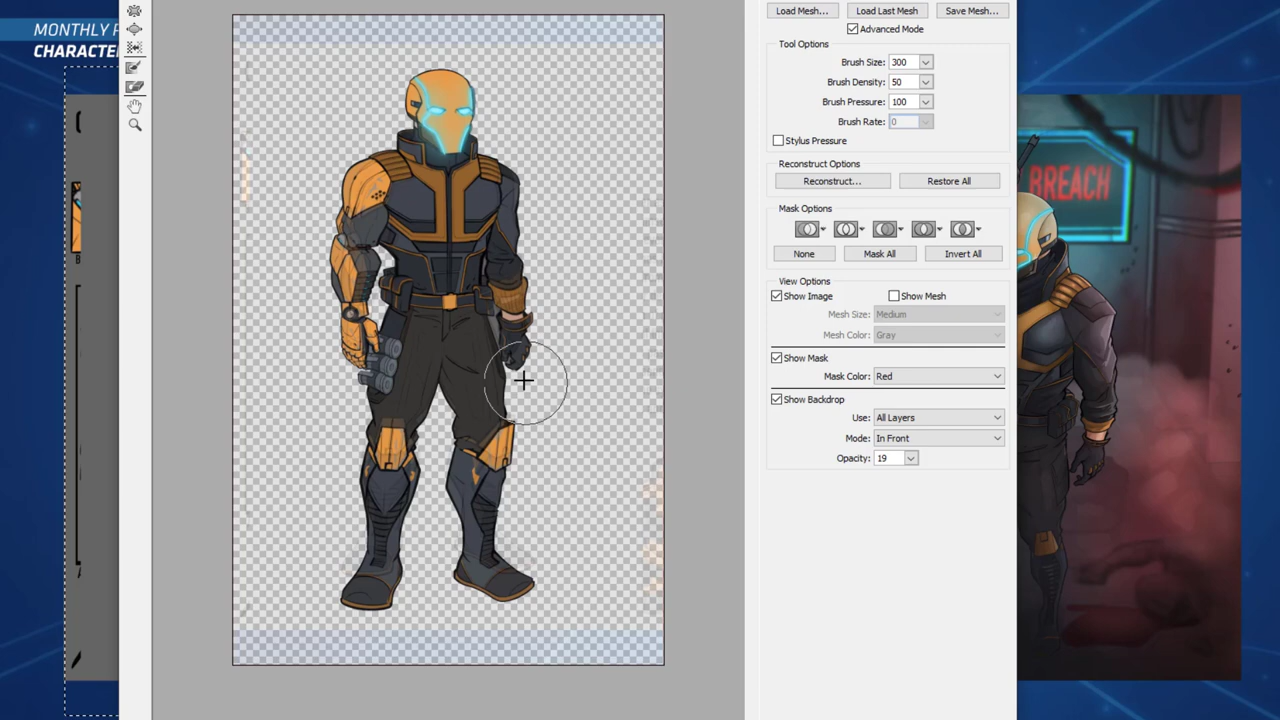 MONTHLY P
CHARACTE
Load Mesh...
Load Last Mesh
Save Mesh...
Advanced Mode
Tool Options
Brush Size: 300
Brush Density: 50
Brush Pressure: 100
Brush Rate: 0
Stylus Pressure
Reconstruct Options
Reconstruct...
Restore All
Mask Options
None
Mask All
Invert All
View Options
Show Image
Show Mesh
Mesh Size: Medium
Mesh Color: Gray
Show Mask
Mask Color: Red
Show Backdrop
Use: All Layers
Mode: In Front
Opacity: 19
BREACH